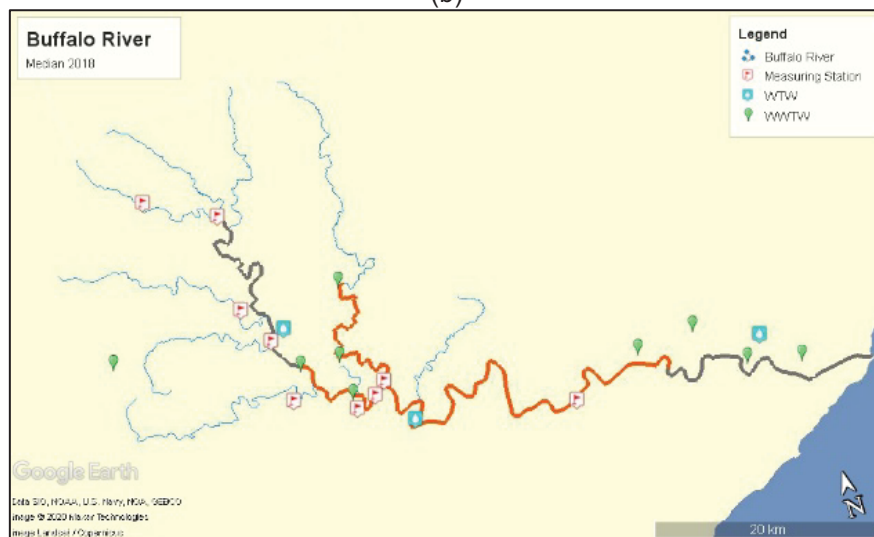 (b)
Buffalo River
Median 2018
Legend
Buffalo River
Measuring Station
WTW
WWTW
Google Earth
Data SIO, NOAA, U.S. Navy, NGA, GEBCO
Image © 2020 Maxar Technologies
Image Landsat / Copernicus
N
20 km